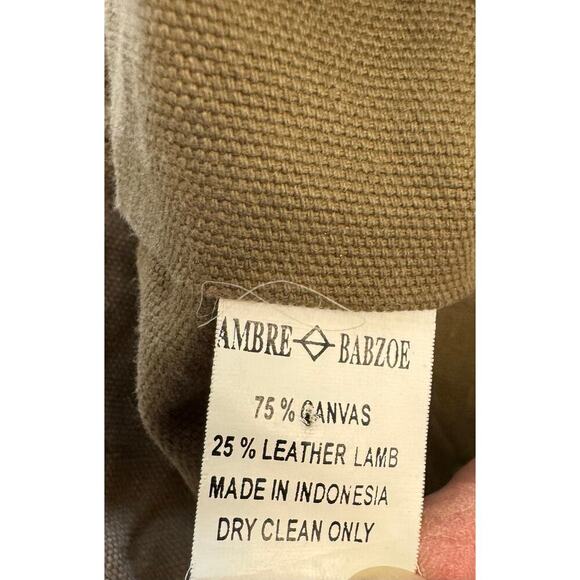 AMBRE BABZOE
75 % CANVAS
25 % LEATHER LAMB
MADE IN INDONESIA
DRY CLEAN ONLY